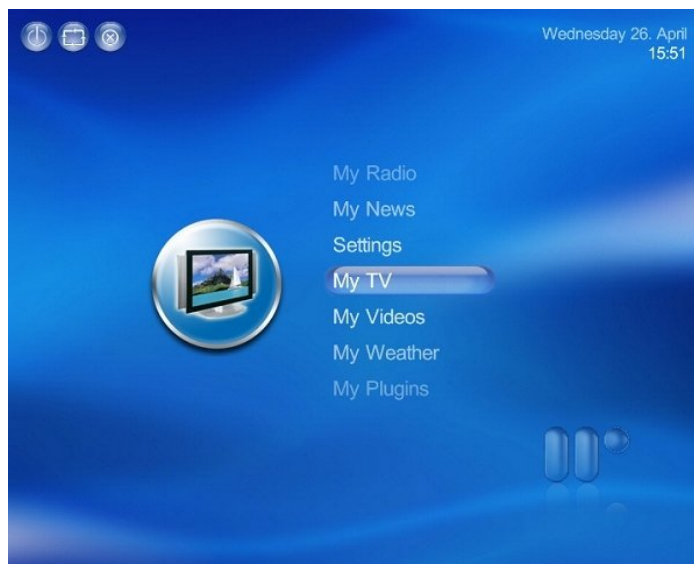 Wednesday 26. April
15:51
My Radio
My News
Settings
My TV
My Videos
My Weather
My Plugins